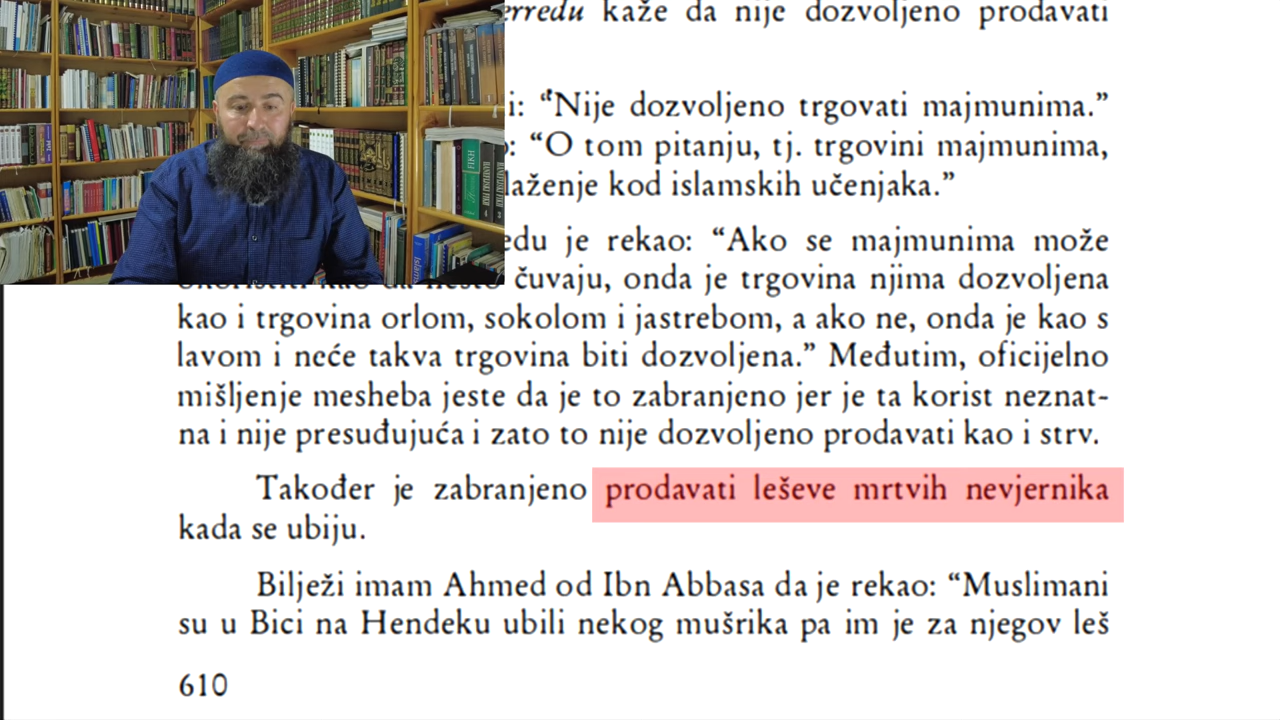 erredu kaže da nije dozvoljeno prodavati
i: “Nije dozvoljeno trgovati majmunima.”
: “O tom pitanju, tj. trgovini majmunima,
laženje kod islamskih učenjaka.”
edu je rekao: “Ako se majmunima može
čuvaju, onda je trgovina njima dozvoljena
kao i trgovina orlom, sokolom i jastrebom, a ako ne, onda je kao s
lavom i neće takva trgovina biti dozvoljena.” Međutim, oficijelno
mišljenje mesheba jeste da je to zabranjeno jer je ta korist neznat-
na i nije presuđujuća i zato to nije dozvoljeno prodavati kao i strv.
Također je zabranjeno prodavati leševe mrtvih nevjernika
kada se ubiju.
Bilježi imam Ahmed od Ibn Abbasa da je rekao: “Muslimani
su u Bici na Hendeku ubili nekog mušrika pa im je za njegov leš
610